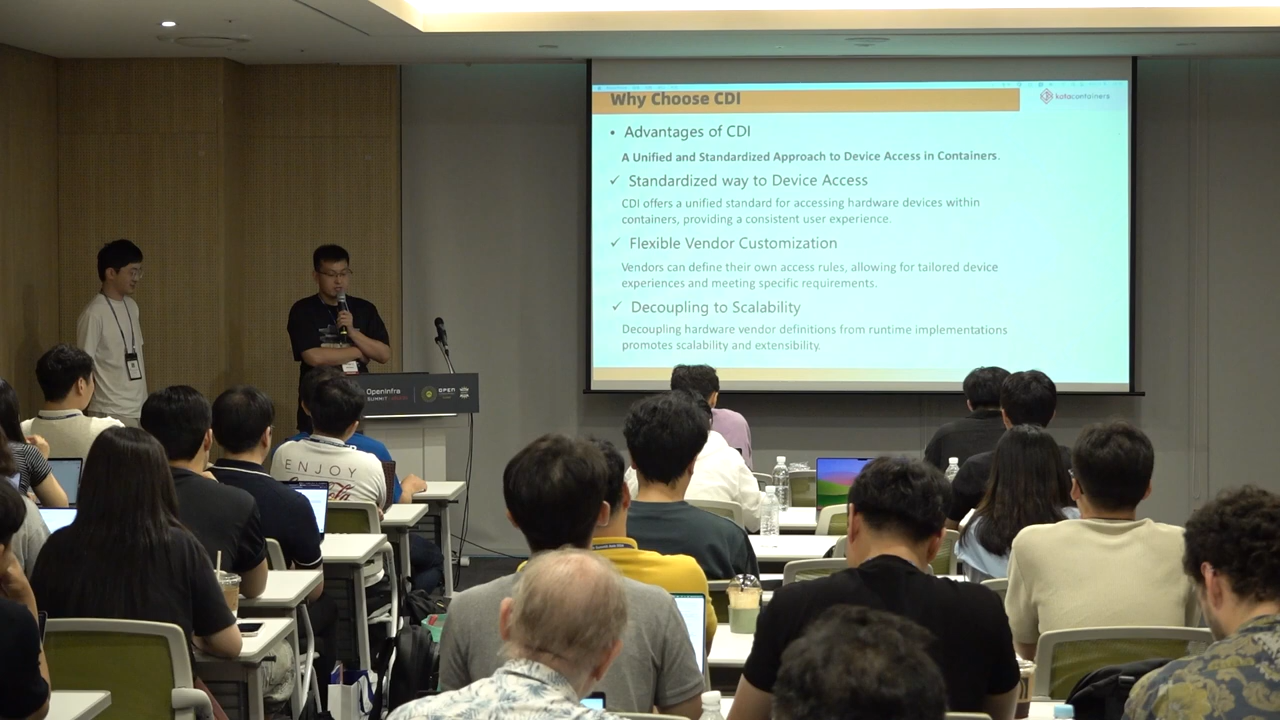 Why Choose CDI
katacontainers
• Advantages of CDI
A Unified and Standardized Approach to Device Access in Containers.
✓ Standardized way to Device Access
CDI offers a unified standard for accessing hardware devices within
containers, providing a consistent user experience.
✓ Flexible Vendor Customization
Vendors can define their own access rules, allowing for tailored device
experiences and meeting specific requirements.
✓ Decoupling to Scalability
Decoupling hardware vendor definitions from runtime implementations
promotes scalability and extensibility.
OpenInfra
SUMMIT
OPEN
ENJOY